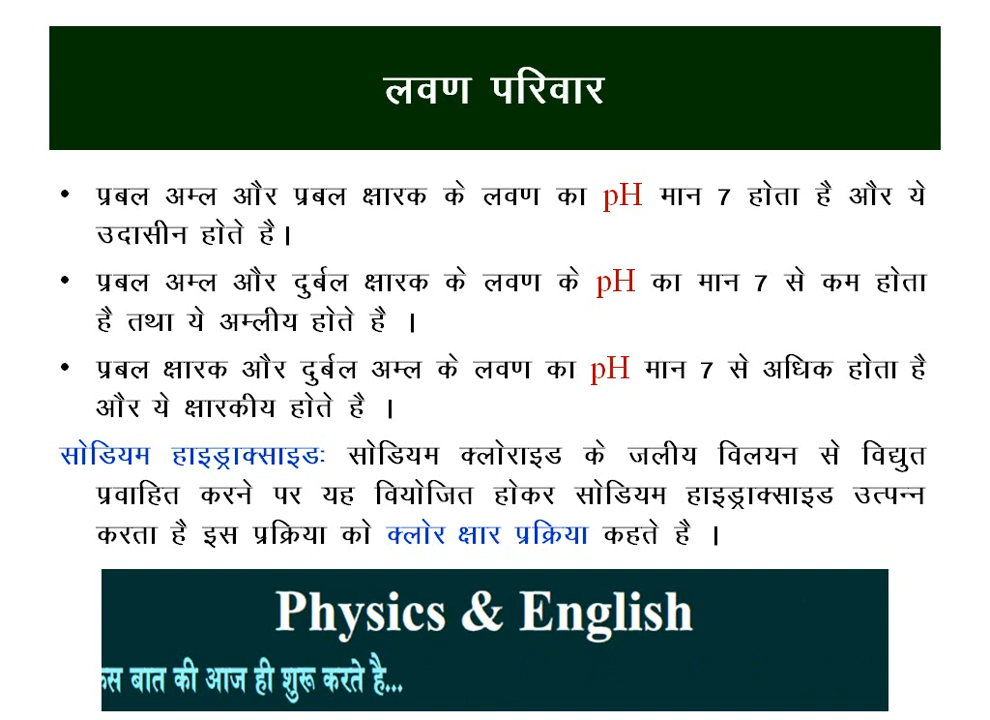 लवण परिवार
• प्रबल अम्ल और प्रबल क्षारक के लवण का pH मान 7 होता है और ये
उदासीन होते है।
• प्रबल अम्ल और दुर्बल क्षारक के लवण के pH का मान 7 से कम होता
है तथा ये अम्लीय होते है ।
• प्रबल क्षारक और दुर्बल अम्ल के लवण का pH मान 7 से अधिक होता है
और ये क्षारकीय होते है ।
सोडियम हाइड्राक्साइडः सोडियम क्लोराइड के जलीय विलयन से विद्युत
प्रवाहित करने पर यह वियोजित होकर सोडियम हाइड्राक्साइड उत्पन्न
करता है इस प्रक्रिया को क्लोर क्षार प्रक्रिया कहते है ।
Physics & English
बात की आज ही शुरू करते है...